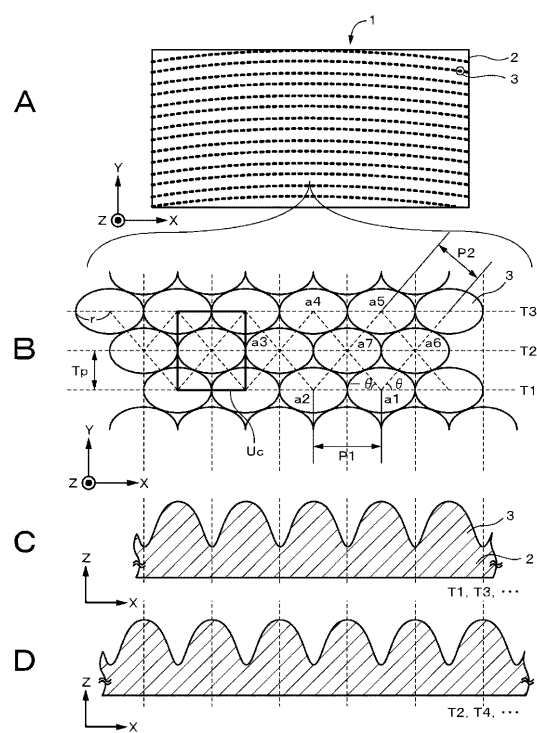 1
A
2
3
Y
Z
X
P2
3
a4
a5
T3
r
B
a3
a7
a6
T2
Tp
θ
θ
T1
a2
a1
Uc
P1
Y
Z
X
C
3
2
Z
X
T1, T3, ···
D
Z
X
T2, T4, ···